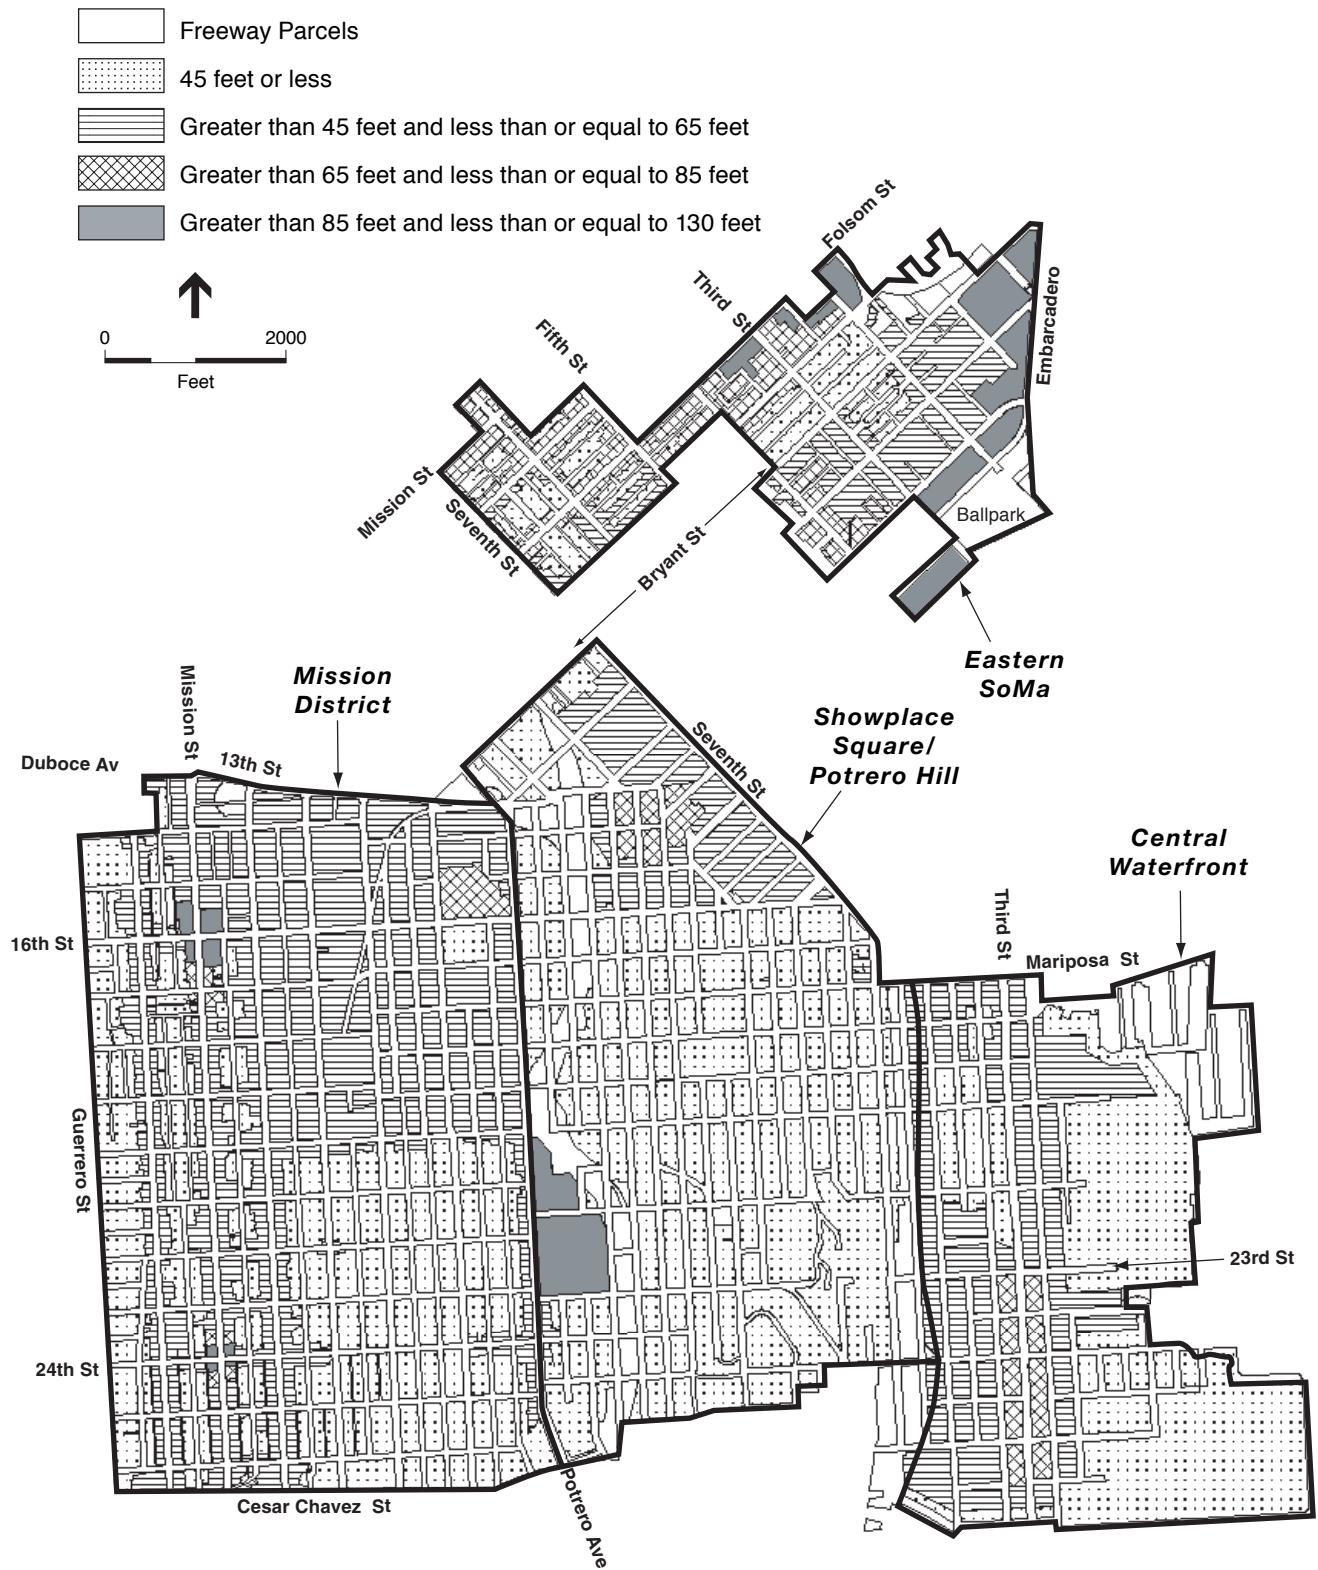 Freeway Parcels
45 feet or less
Greater than 45 feet and less than or equal to 65 feet
Greater than 65 feet and less than or equal to 85 feet
Greater than 85 feet and less than or equal to 130 feet
0 2000
Feet
Folsom St
Third St
Fifth St
Embarcadero
Mission St
Seventh St
Ballpark
Bryant St
Eastern
SoMa
Mission St
Mission
District
Showplace
Square/
Potrero Hill
Seventh St
Duboce Av
13th St
Central
Waterfront
Third St
16th St
Mariposa St
Guerrero St
23rd St
24th St
Cesar Chavez St
Potrero Ave